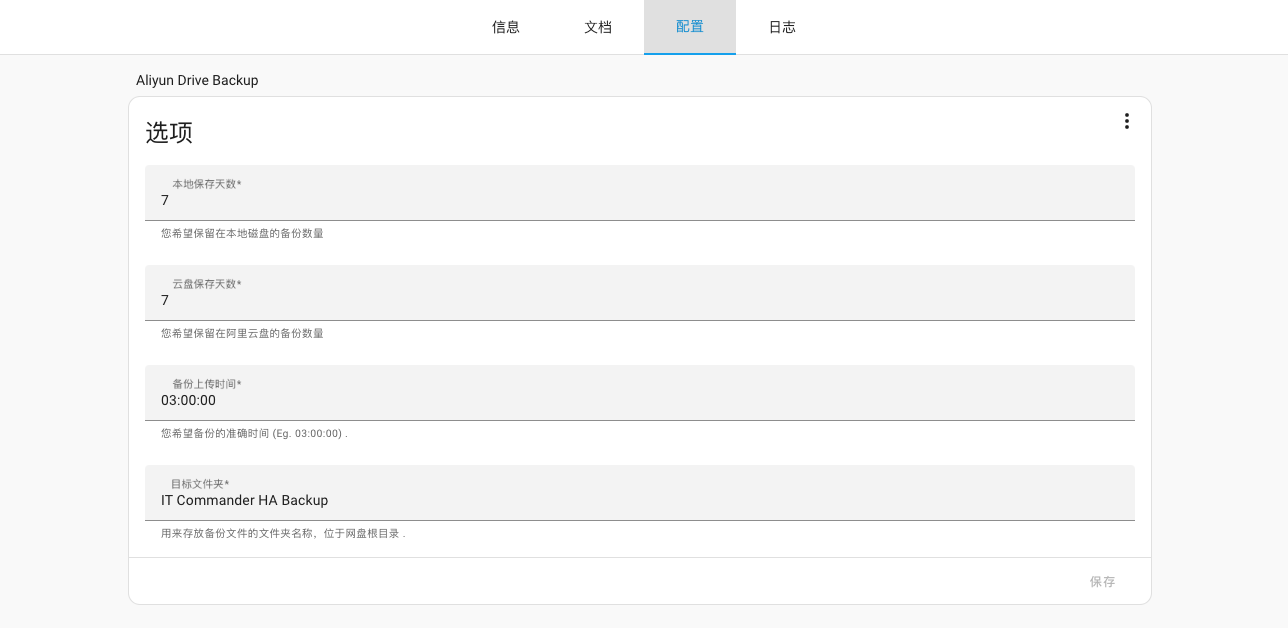 信息 文档 配置 日志
Aliyun Drive Backup
选项
本地保存天数*
7
您希望保留在本地磁盘的备份数量
云盘保存天数*
7
您希望保留在阿里云盘的备份数量
备份上传时间*
03:00:00
您希望备份的准确时间 (Eg. 03:00:00) .
目标文件夹*
IT Commander HA Backup
用来存放备份文件的文件夹名称，位于网盘根目录 .
保存